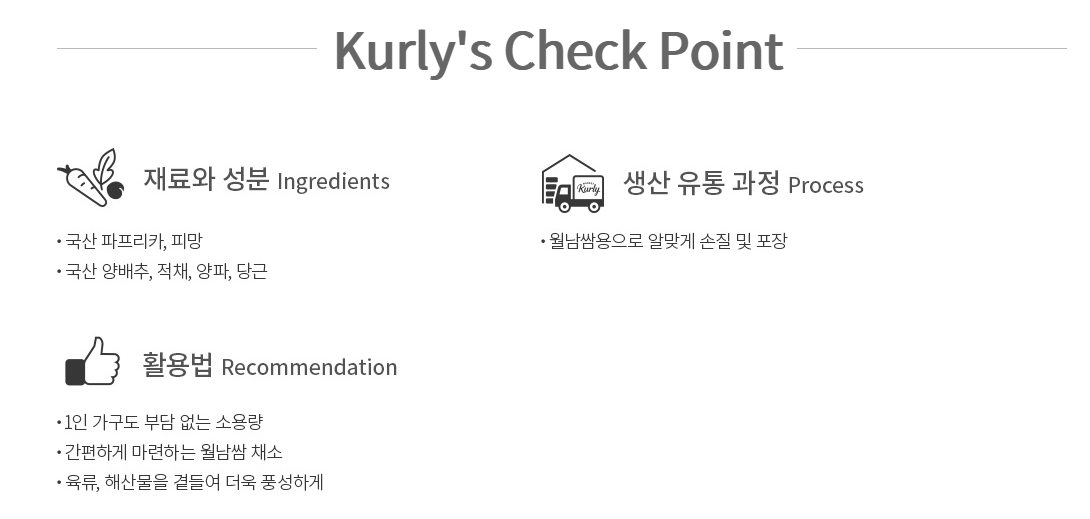 Kurly's Check Point
재료와 성분 Ingredients
• 국산 파프리카, 피망
• 국산 양배추, 적채, 양파, 당근
Kurly
생산 유통 과정 Process
• 월남쌈용으로 알맞게 손질 및 포장
활용법 Recommendation
• 1인 가구도 부담 없는 소용량
• 간편하게 마련하는 월남쌈 채소
• 육류, 해산물을 곁들여 더욱 풍성하게